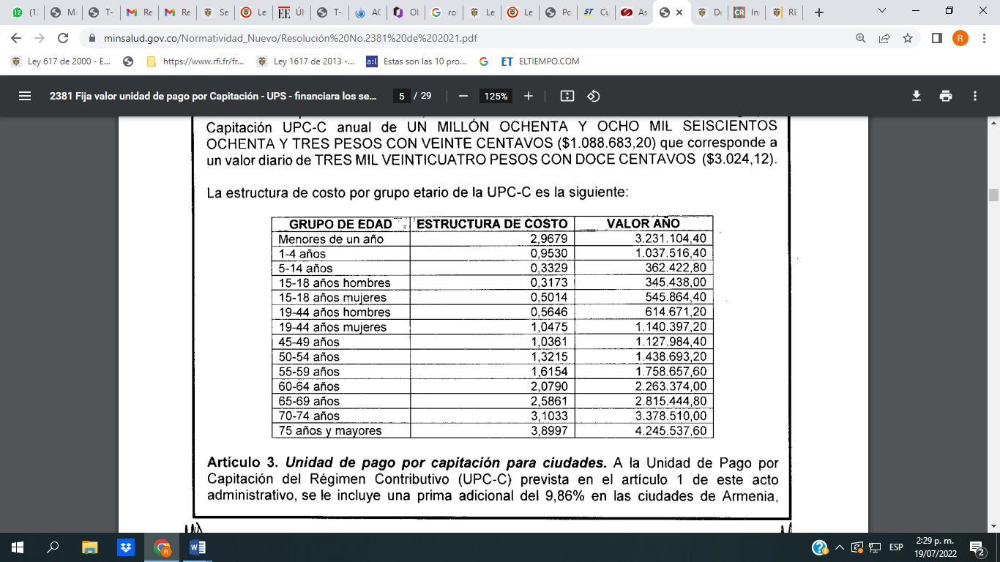 (12
Mi
T-
Re
Re
Se
Le
Úl
T-(
AC
Ol
ro
Le
Le
Po
Cu
As
De
CR
In
RE
minsalud.gov.co/Normatividad_Nuevo/Resolución%20No.2381%20de%202021.pdf
R
Ley 617 de 2000 - E...
https://www.rfi.fr/fr...
Ley 1617 de 2013 -...
a:l Estas son las 10 pro...
ET ELTIEMPO.COM
2381 Fija valor unidad de pago por Capitación - UPS - financiara los se...
5 / 29
125%
Capitación UPC-C anual de UN MILLÓN OCHENTA Y OCHO MIL SEISCIENTOS
OCHENTA Y TRES PESOS CON VEINTE CENTAVOS ($1.088.683,20) que corresponde a
un valor diario de TRES MIL VEINTICUATRO PESOS CON DOCE CENTAVOS ($3.024,12).
La estructura de costo por grupo etario de la UPC-C es la siguiente:
GRUPO DE EDAD ESTRUCTURA DE COSTO VALOR AÑO
Menores de un año 2,9679 3.231.104,40
1-4 años 0,9530 1.037.516,40
5-14 años 0,3329 362.422,80
15-18 años hombres 0,3173 345.438,00
15-18 años mujeres 0,5014 545.864,40
19-44 años hombres 0,5646 614.671,20
19-44 años mujeres 1,0475 1.140.397,20
45-49 años 1,0361 1.127.984,40
50-54 años 1,3215 1.438.693,20
55-59 años 1,6154 1.758.657,60
60-64 años 2,0790 2.263.374,00
65-69 años 2,5861 2.815.444,80
70-74 años 3,1033 3.378.510,00
75 años y mayores 3,8997 4.245.537,60
Artículo 3. Unidad de pago por capitación para ciudades. A la Unidad de Pago por
Capitación del Régimen Contributivo (UPC-C) prevista en el artículo 1 de este acto
administrativo, se le incluye una prima adicional del 9,86% en las ciudades de Armenia,
ESP
2:29 p. m.
19/07/2022
2